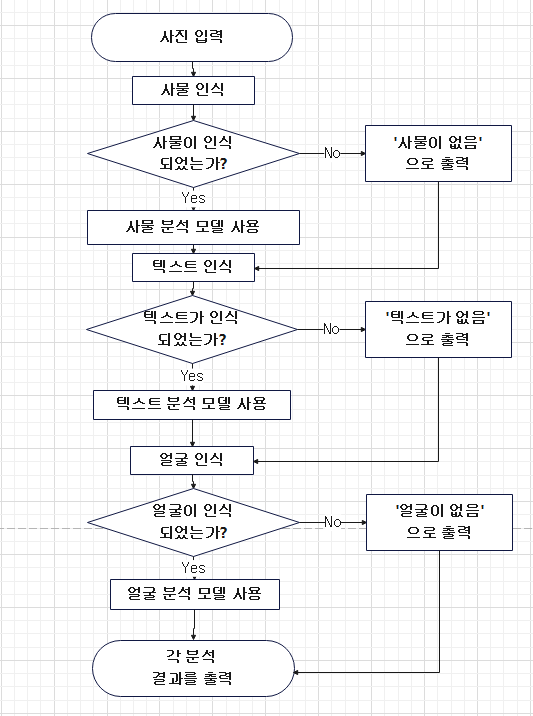 사진 입력
사물 인식
사물이 인식
되었는가?
No
'사물이 없음'
으로 출력
Yes
사물 분석 모델 사용
텍스트 인식
텍스트가 인식
되었는가?
No
'텍스트가 없음'
으로 출력
Yes
텍스트 분석 모델 사용
얼굴 인식
얼굴이 인식
되었는가?
No
'얼굴이 없음'
으로 출력
Yes
얼굴 분석 모델 사용
각 분석
결과를 출력